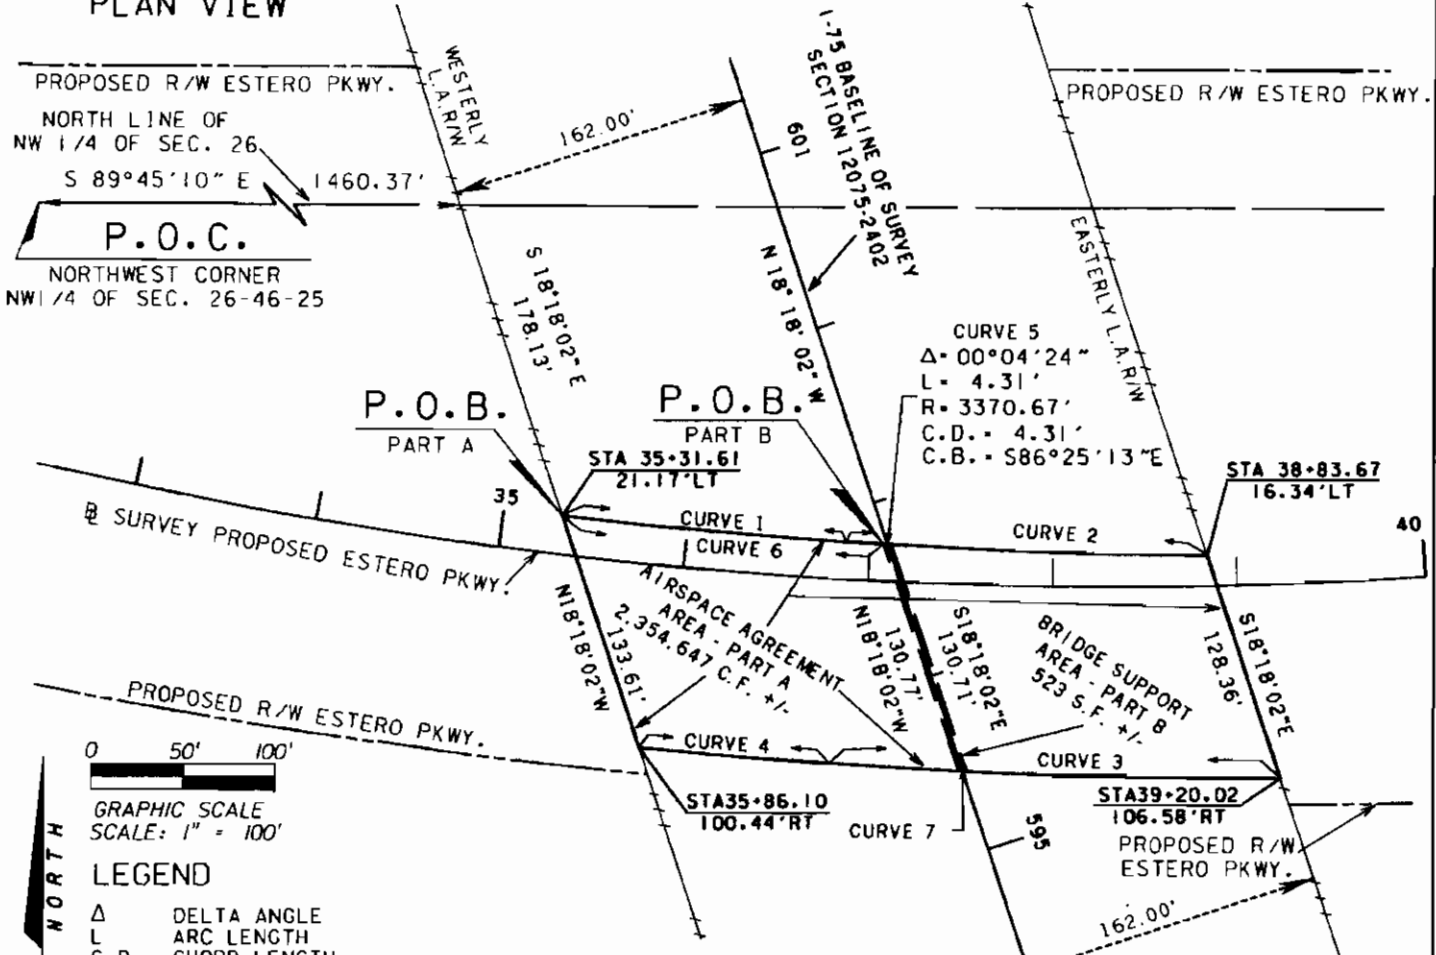 PLAN VIEW
PROPOSED R/W ESTERO PKWY.
NORTH LINE OF
NW 1/4 OF SEC. 26
S 89°45'10" E
1460.37'
P.O.C.
NORTHWEST CORNER
NW1/4 OF SEC. 26-46-25
WESTERLY
L.A.R/W
162.00'
601
I-75 BASELINE OF SURVEY
SECTION 12075-2402
PROPOSED R/W ESTERO PKWY.
EASTERLY L.A.R/W
S 18°18'02" E
178.13'
N 18°18'02" W
CURVE 5
Δ= 00°04'24"
L= 4.31'
R= 3370.67'
C.D.= 4.31'
C.B.= S86°25'13"E
P.O.B.
PART A
P.O.B.
PART B
STA 35+31.61
21.17'LT
STA 38+83.67
16.34'LT
35
40
CURVE 1
CURVE 6
CURVE 2
BL SURVEY PROPOSED ESTERO PKWY.
N18°18'02"W
133.61'
AIRSPACE AGREEMENT
AREA - PART A
2,354,647 C.F. +/-
N18°18'02"W
130.77'
S18°18'02"E
130.71'
BRIDGE SUPPORT
AREA - PART B
523 S.F. +/-
S18°18'02"E
128.36'
PROPOSED R/W ESTERO PKWY.
CURVE 4
CURVE 3
STA35+86.10
100.44'RT
CURVE 7
595
STA39+20.02
106.58'RT
PROPOSED R/W
ESTERO PKWY.
162.00'
0 50' 100'
GRAPHIC SCALE
SCALE: 1" = 100'
NORTH
LEGEND
Δ DELTA ANGLE
L ARC LENGTH
C.D. CHORD LENGTH